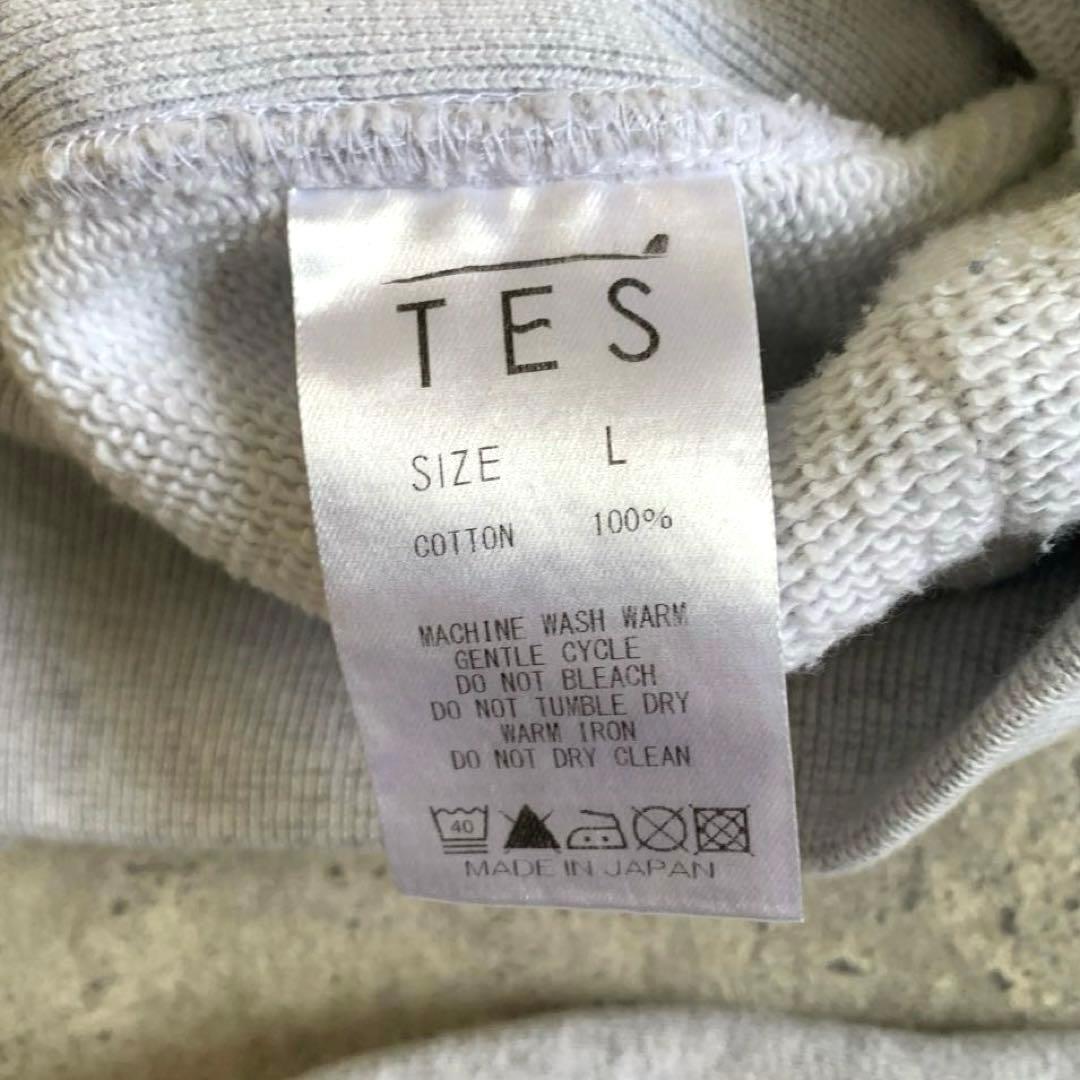 TES
SIZE L
COTTON 100%
MACHINE WASH WARM
GENTLE CYCLE
DO NOT BLEACH
DO NOT TUMBLE DRY
WARM IRON
DO NOT DRY CLEAN
40
MADE IN JAPAN